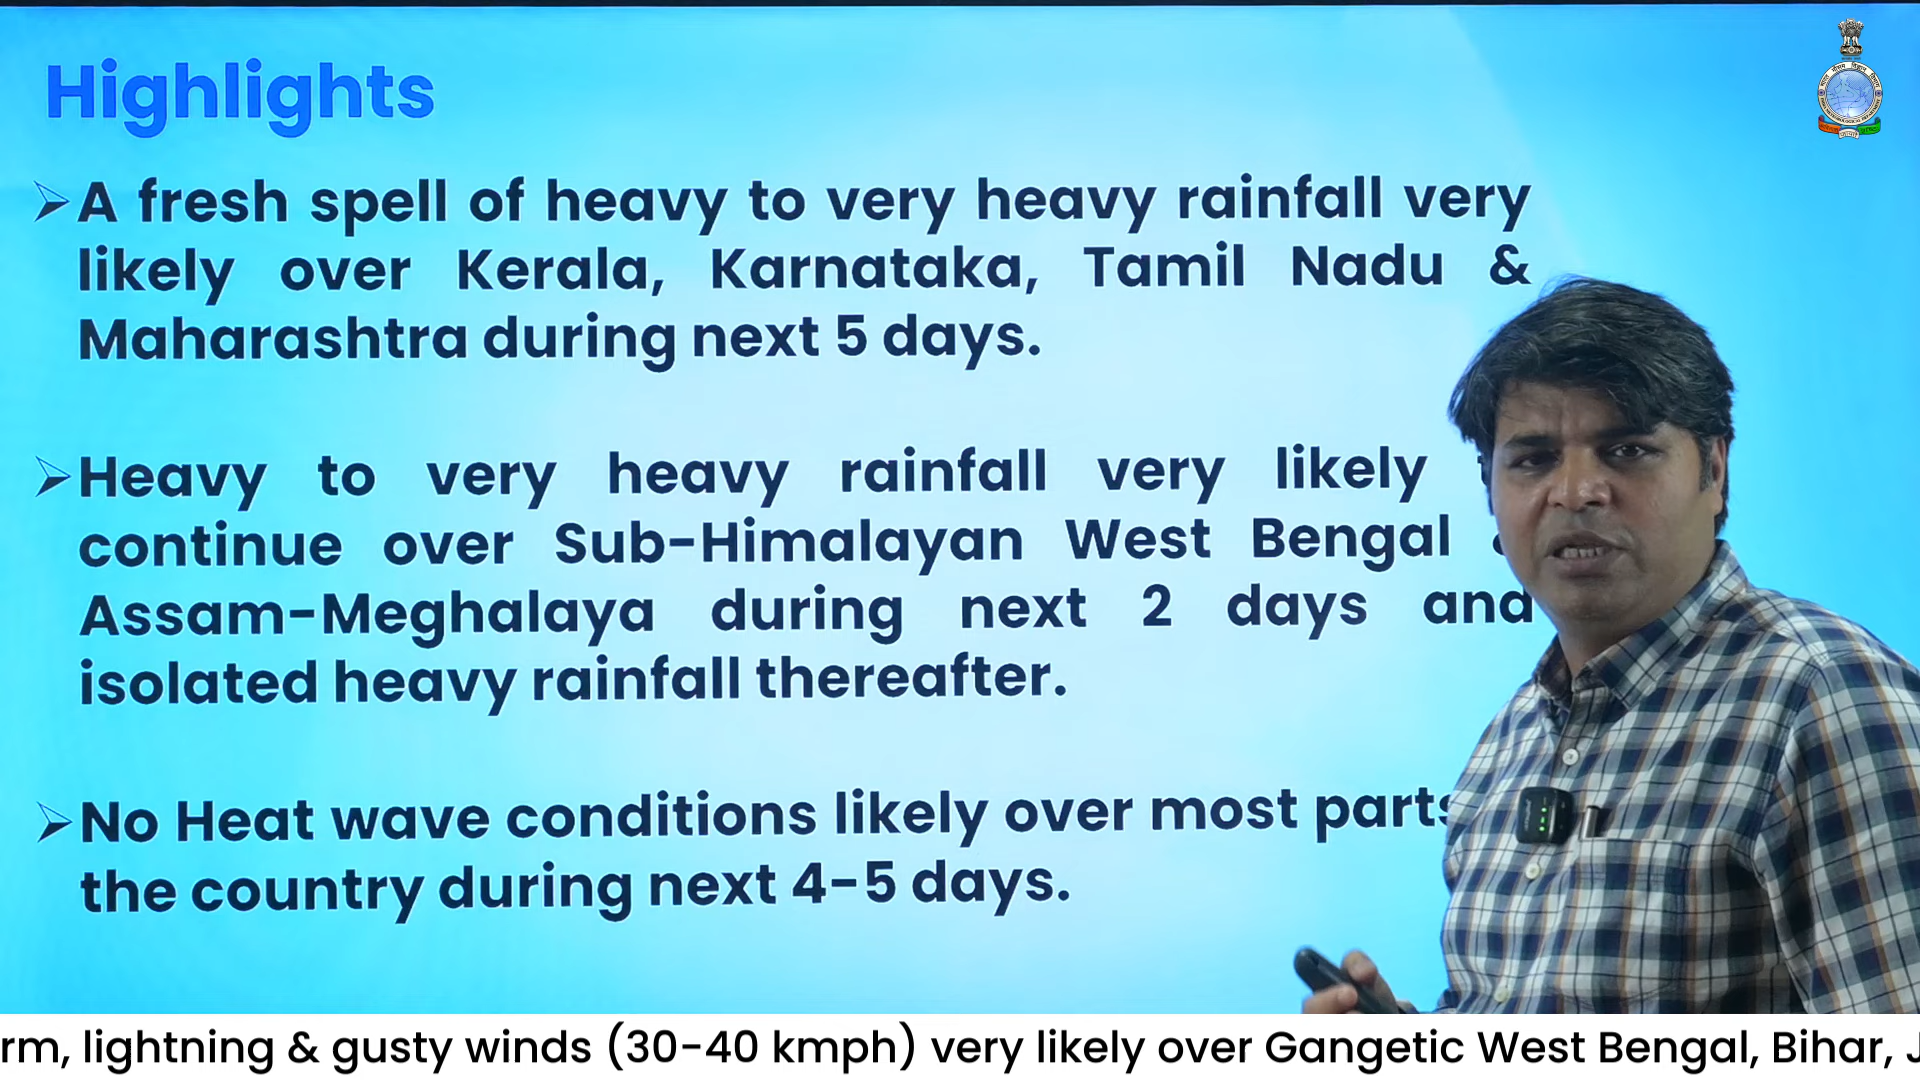 Highlights
➢A fresh spell of heavy to very heavy rainfall very
likely over Kerala, Karnataka, Tamil Nadu &
Maharashtra during next 5 days.
➢Heavy to very heavy rainfall very likely
continue over Sub-Himalayan West Bengal
Assam-Meghalaya during next 2 days and
isolated heavy rainfall thereafter.
➢No Heat wave conditions likely over most parts
the country during next 4-5 days.
rm, lightning & gusty winds (30-40 kmph) very likely over Gangetic West Bengal, Bihar, J